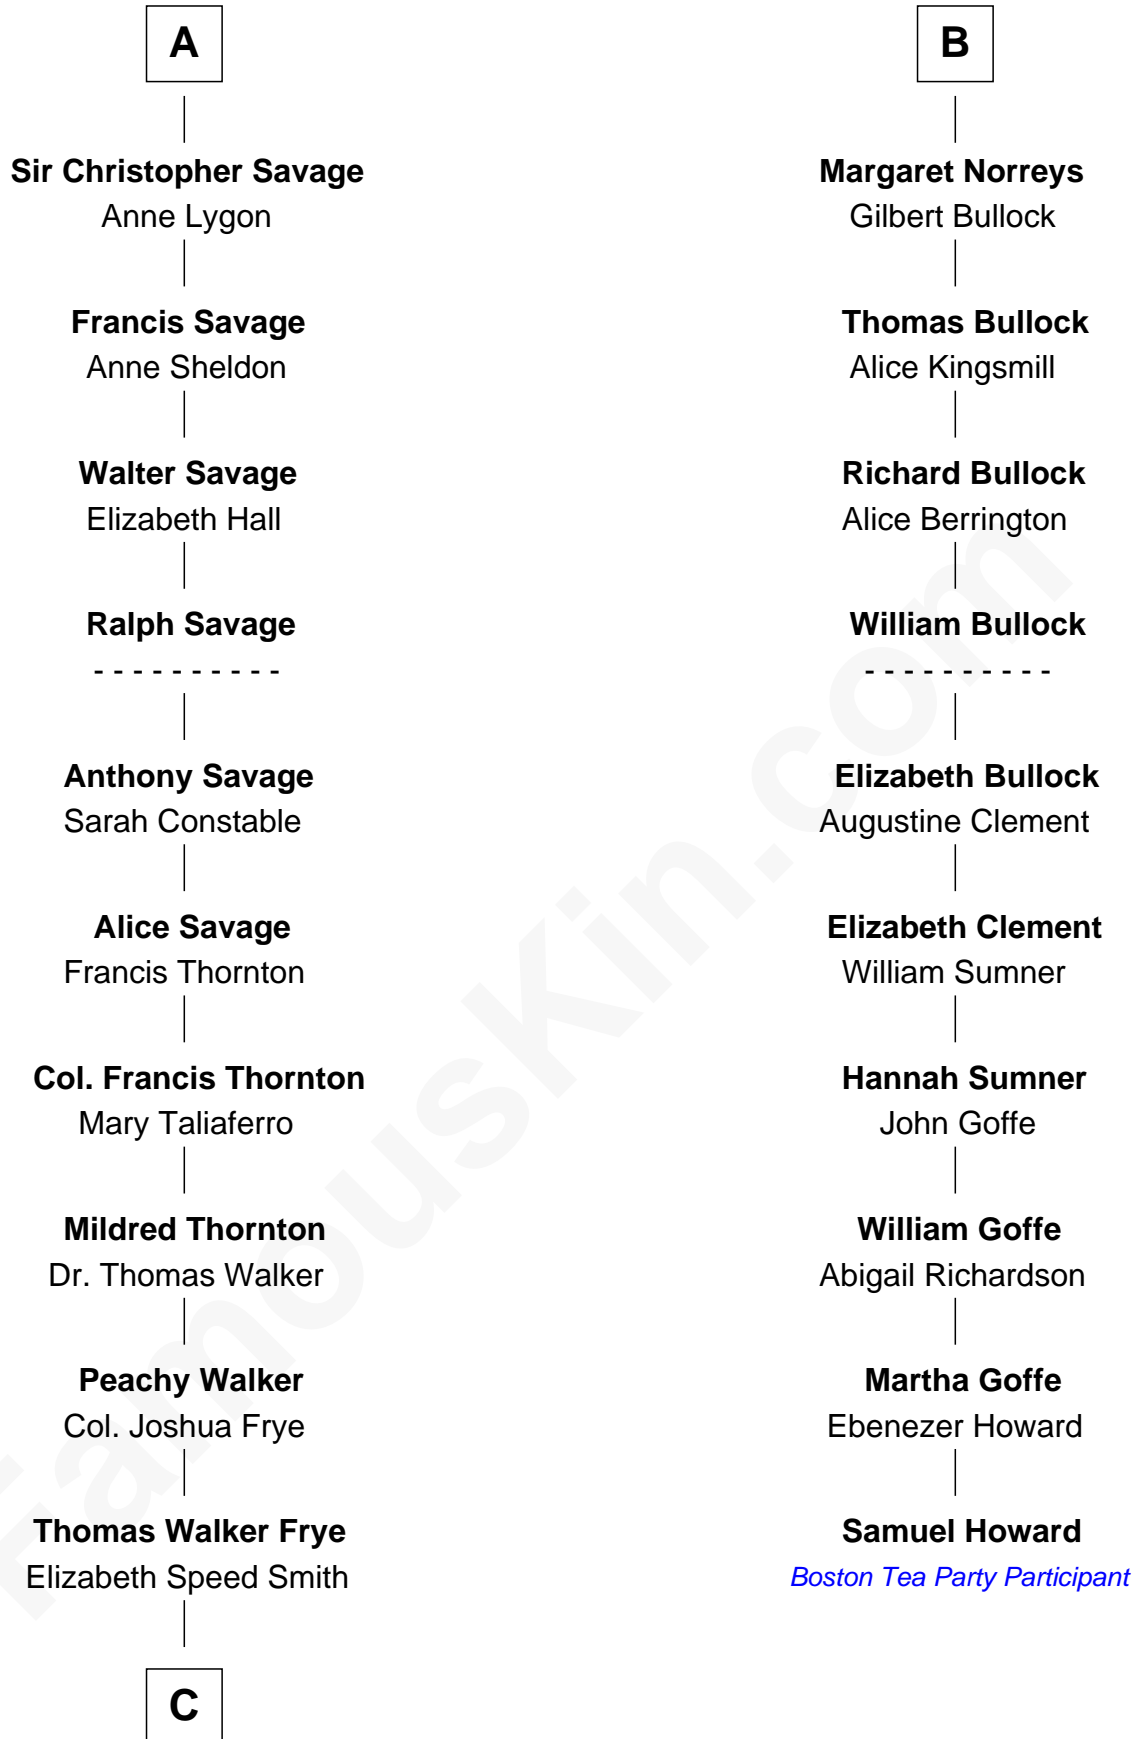 A
Sir Christopher Savage
Anne Lygon
Francis Savage
Anne Sheldon
Walter Savage
Elizabeth Hall
Ralph Savage
- - - - - - - - - -
Anthony Savage
Sarah Constable
Alice Savage
Francis Thornton
Col. Francis Thornton
Mary Taliaferro
Mildred Thornton
Dr. Thomas Walker
Peachy Walker
Col. Joshua Frye
Thomas Walker Frye
Elizabeth Speed Smith
C
B
Margaret Norreys
Gilbert Bullock
Thomas Bullock
Alice Kingsmill
Richard Bullock
Alice Berrington
William Bullock
- - - - - - - - - -
Elizabeth Bullock
Augustine Clement
Elizabeth Clement
William Sumner
Hannah Sumner
John Goffe
William Goffe
Abigail Richardson
Martha Goffe
Ebenezer Howard
Samuel Howard
Boston Tea Party Participant
FamousKin.com